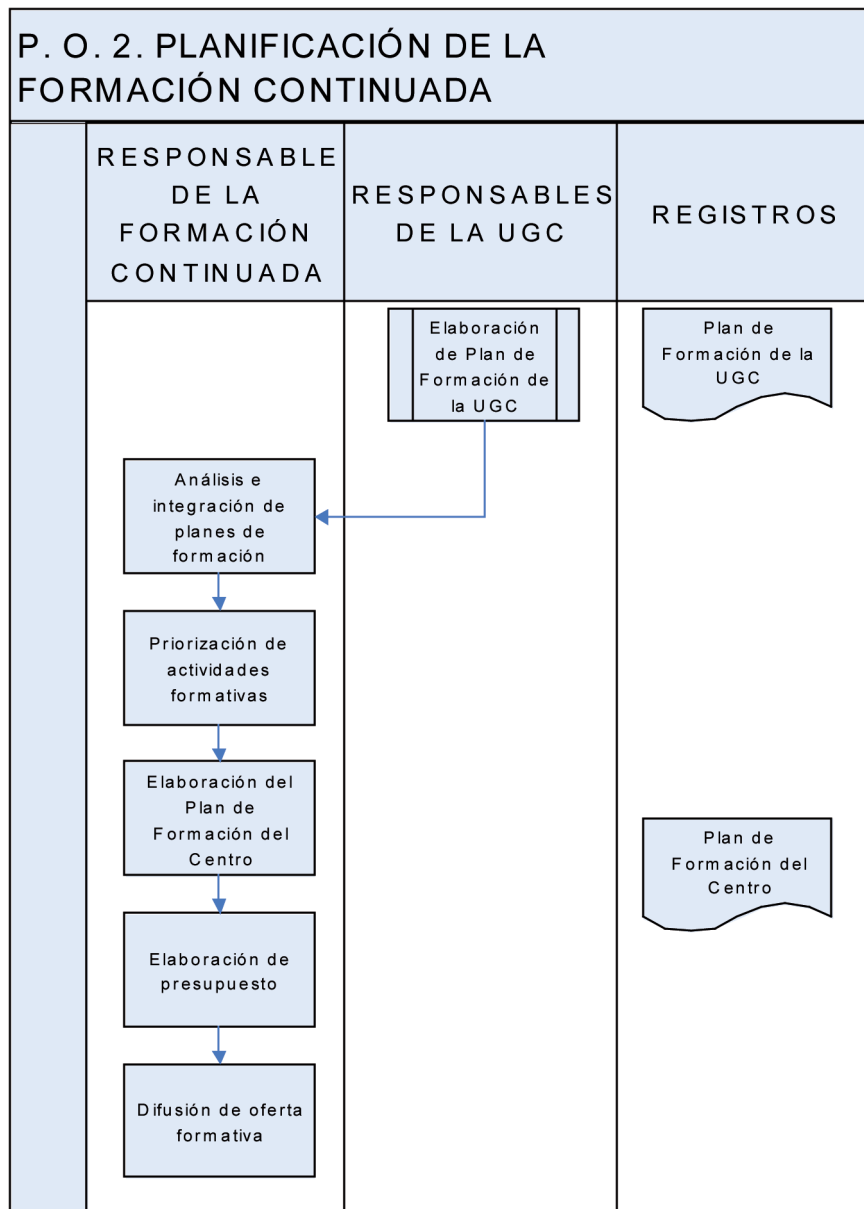 P. O. 2. PLANIFICACIÓN DE LA
FORMACIÓN CONTINUADA
RESPONSABLE
DE LA
FORMACIÓN
CONTINUADA
RESPONSABLES
DE LA UGC
REGISTROS
Elaboración
de Plan de
Formación de
la UGC
Plan de
Formación de la
UGC
Análisis e
integración de
planes de
formación
Priorización de
actividades
formativas
Elaboración del
Plan de
Formación del
Centro
Plan de
Formación del
Centro
Elaboración de
presupuesto
Difusión de oferta
formativa